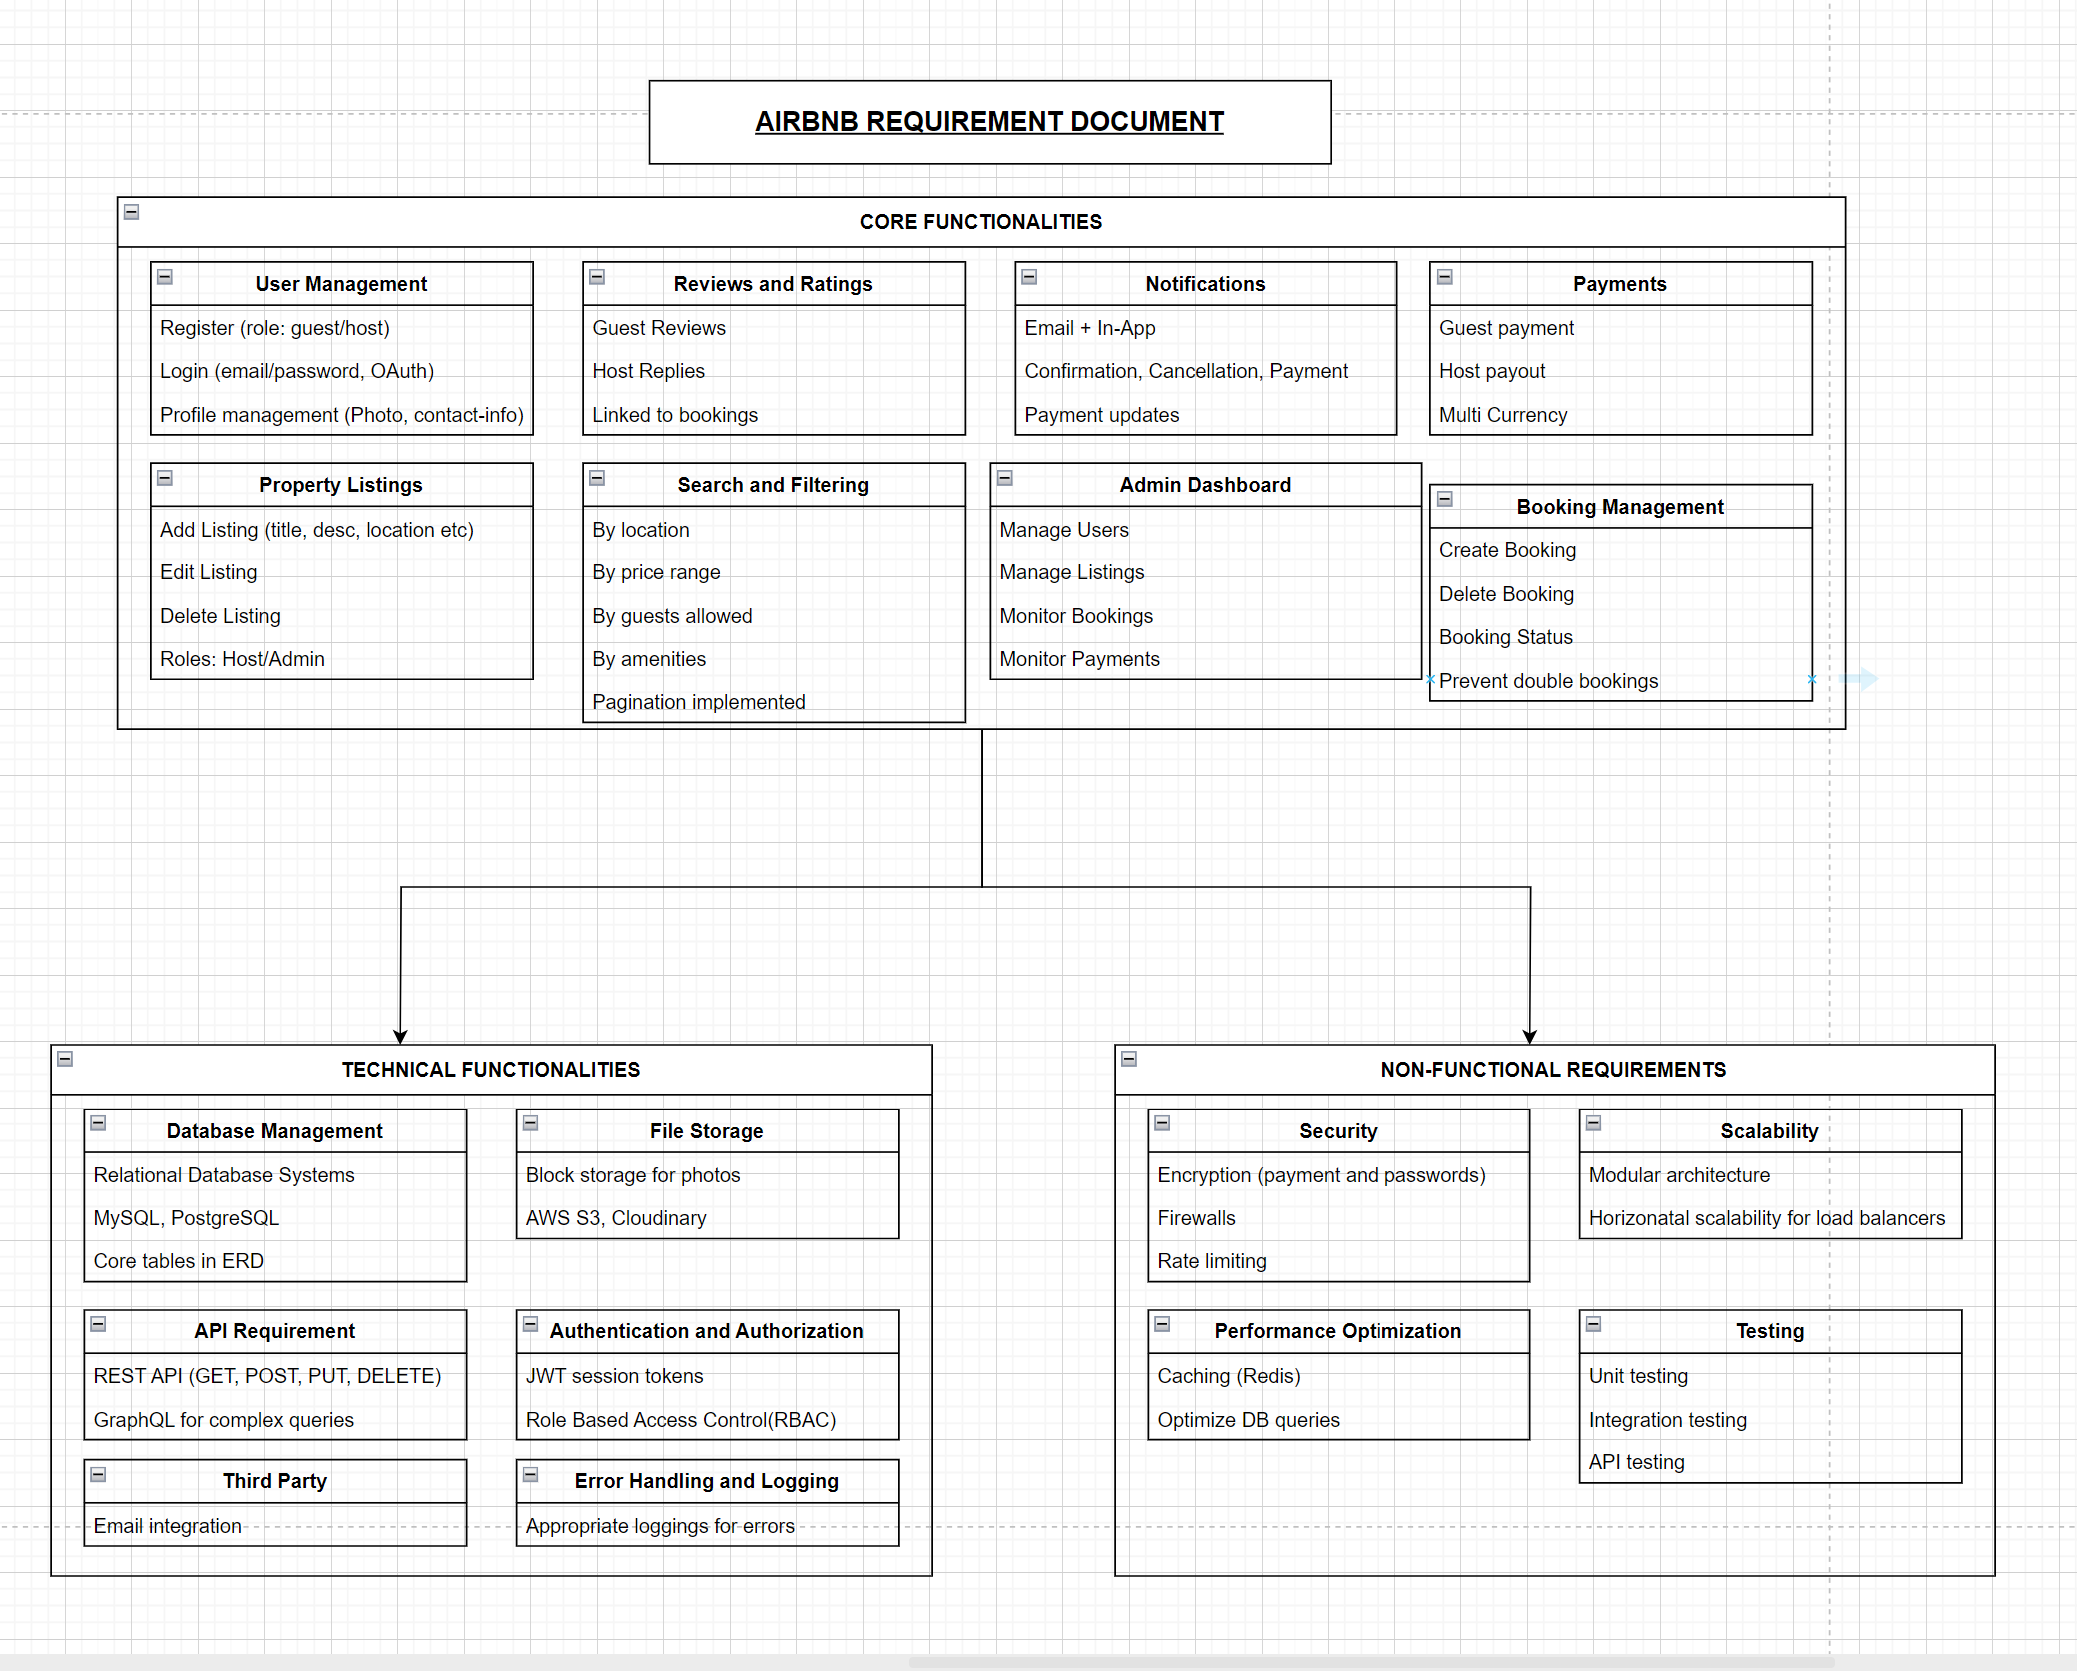 AIRBNB REQUIREMENT DOCUMENT
CORE FUNCTIONALITIES
User Management
Register (role: guest/host)
Login (email/password, OAuth)
Profile management (Photo, contact-info)
Reviews and Ratings
Guest Reviews
Host Replies
Linked to bookings
Notifications
Email + In-App
Confirmation, Cancellation, Payment
Payment updates
Payments
Guest payment
Host payout
Multi Currency
Property Listings
Add Listing (title, desc, location etc)
Edit Listing
Delete Listing
Roles: Host/Admin
Search and Filtering
By location
By price range
By guests allowed
By amenities
Pagination implemented
Admin Dashboard
Manage Users
Manage Listings
Monitor Bookings
Monitor Payments
Booking Management
Create Booking
Delete Booking
Booking Status
Prevent double bookings
TECHNICAL FUNCTIONALITIES
Database Management
Relational Database Systems
MySQL, PostgreSQL
Core tables in ERD
File Storage
Block storage for photos
AWS S3, Cloudinary
API Requirement
REST API (GET, POST, PUT, DELETE)
GraphQL for complex queries
Authentication and Authorization
JWT session tokens
Role Based Access Control(RBAC)
Third Party
Email integration
Error Handling and Logging
Appropriate loggings for errors
NON-FUNCTIONAL REQUIREMENTS
Security
Encryption (payment and passwords)
Firewalls
Rate limiting
Scalability
Modular architecture
Horizonatal scalability for load balancers
Performance Optimization
Caching (Redis)
Optimize DB queries
Testing
Unit testing
Integration testing
API testing